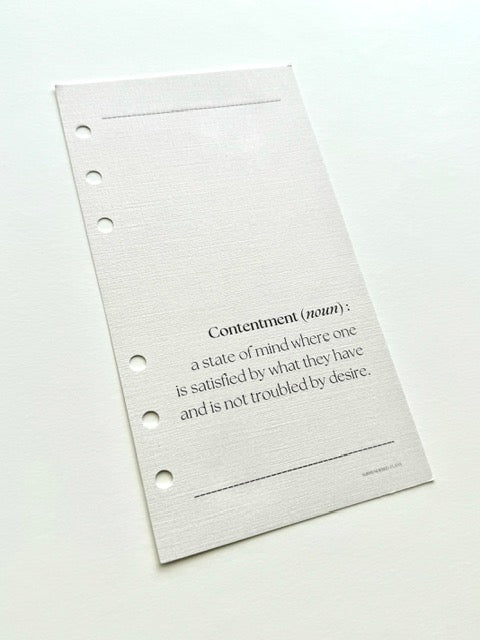 Contentment (noun) :
a state of mind where one
is satisfied by what they have
and is not troubled by desire.